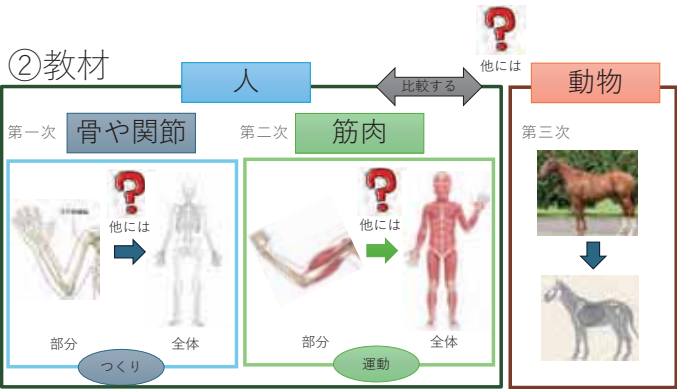 ②教材
人
比較する
他には
動物
第一次
骨や関節
第二次
筋肉
第三次
他には
他には
部分
全体
部分
全体
つくり
運動